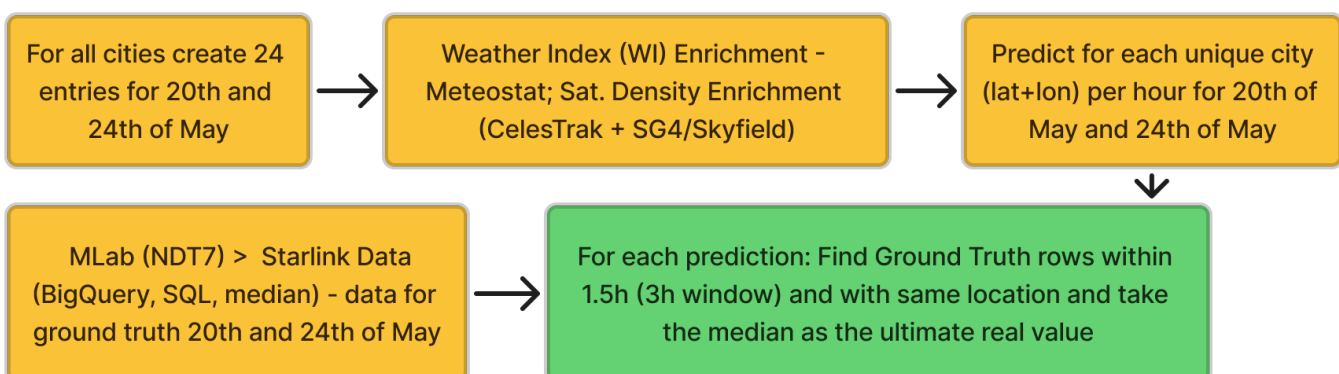 For all cities create 24
entries for 20th and
24th of May
Weather Index (WI) Enrichment -
Meteostat; Sat. Density Enrichment
(CelesTrak + SG4/Skyfield)
Predict for each unique city
(lat+lon) per hour for 20th of
May and 24th of May
MLab (NDT7) > Starlink Data
(BigQuery, SQL, median) - data for
ground truth 20th and 24th of May
For each prediction: Find Ground Truth rows within
1.5h (3h window) and with same location and take
the median as the ultimate real value